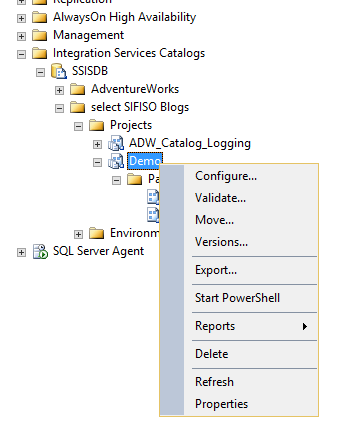 Replication
AlwaysOn High Availability
Management
Integration Services Catalogs
SSISDB
AdventureWorks
select SIFISO Blogs
Projects
ADW_Catalog_Logging
Demo
Pa
Environm
SQL Server Agent
Configure...
Validate...
Move...
Versions...
Export...
Start PowerShell
Reports
Delete
Refresh
Properties